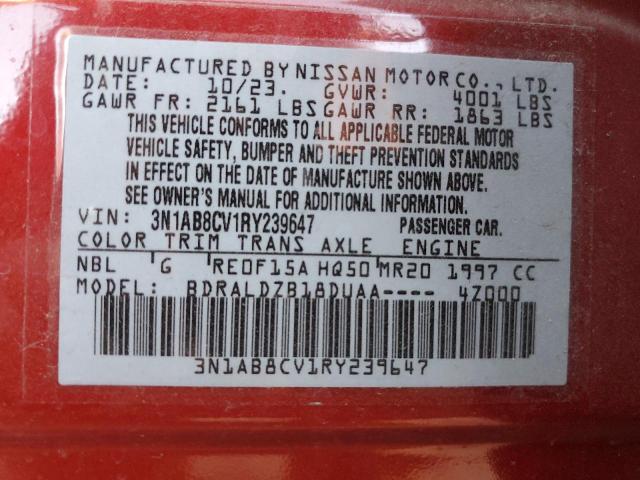 MANUFACTURED BY NISSAN MOTOR CO., LTD.
DATE: 10/23. GVWR: 4001 LBS
GAWR FR: 2161 LBS GAWR RR: 1863 LBS
THIS VEHICLE CONFORMS TO ALL APPLICABLE FEDERAL MOTOR
VEHICLE SAFETY, BUMPER AND THEFT PREVENTION STANDARDS
IN EFFECT ON THE DATE OF MANUFACTURE SHOWN ABOVE.
SEE OWNER'S MANUAL FOR ADDITIONAL INFORMATION.
VIN: 3N1AB8CV1RY239647 PASSENGER CAR.
COLOR TRIM TRANS AXLE ENGINE
NBL G RE0F15A HQ50 MR20 1997 CC
MODEL: BDRALDZB18DUAA---- 4Z000
3N1AB8CV1RY239647